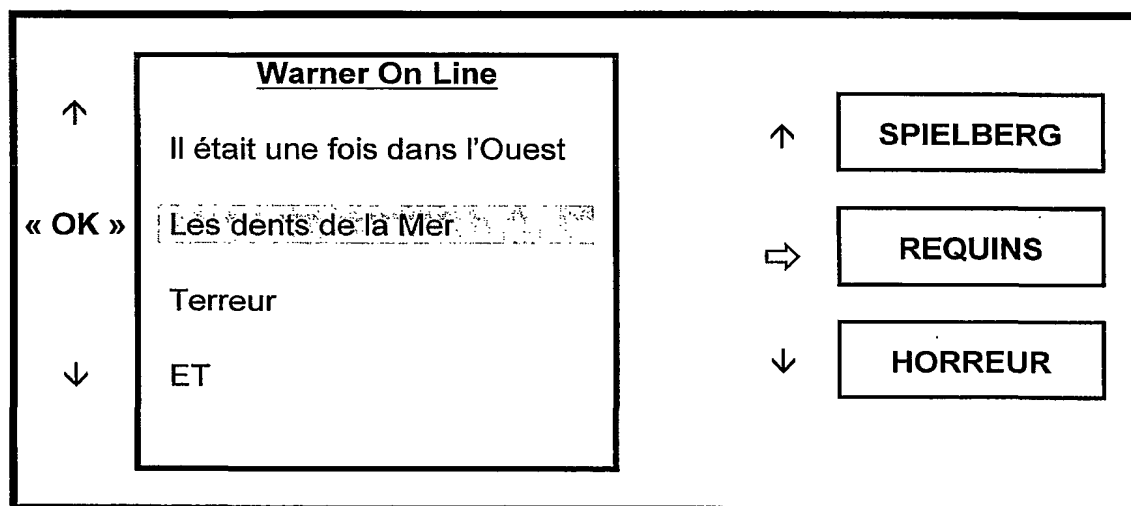 Warner On Line
↑
Il était une fois dans l'Ouest
« OK »
Les dents de la Mer
Terreur
↓
ET
↑
SPIELBERG
⇨
REQUINS
↓
HORREUR